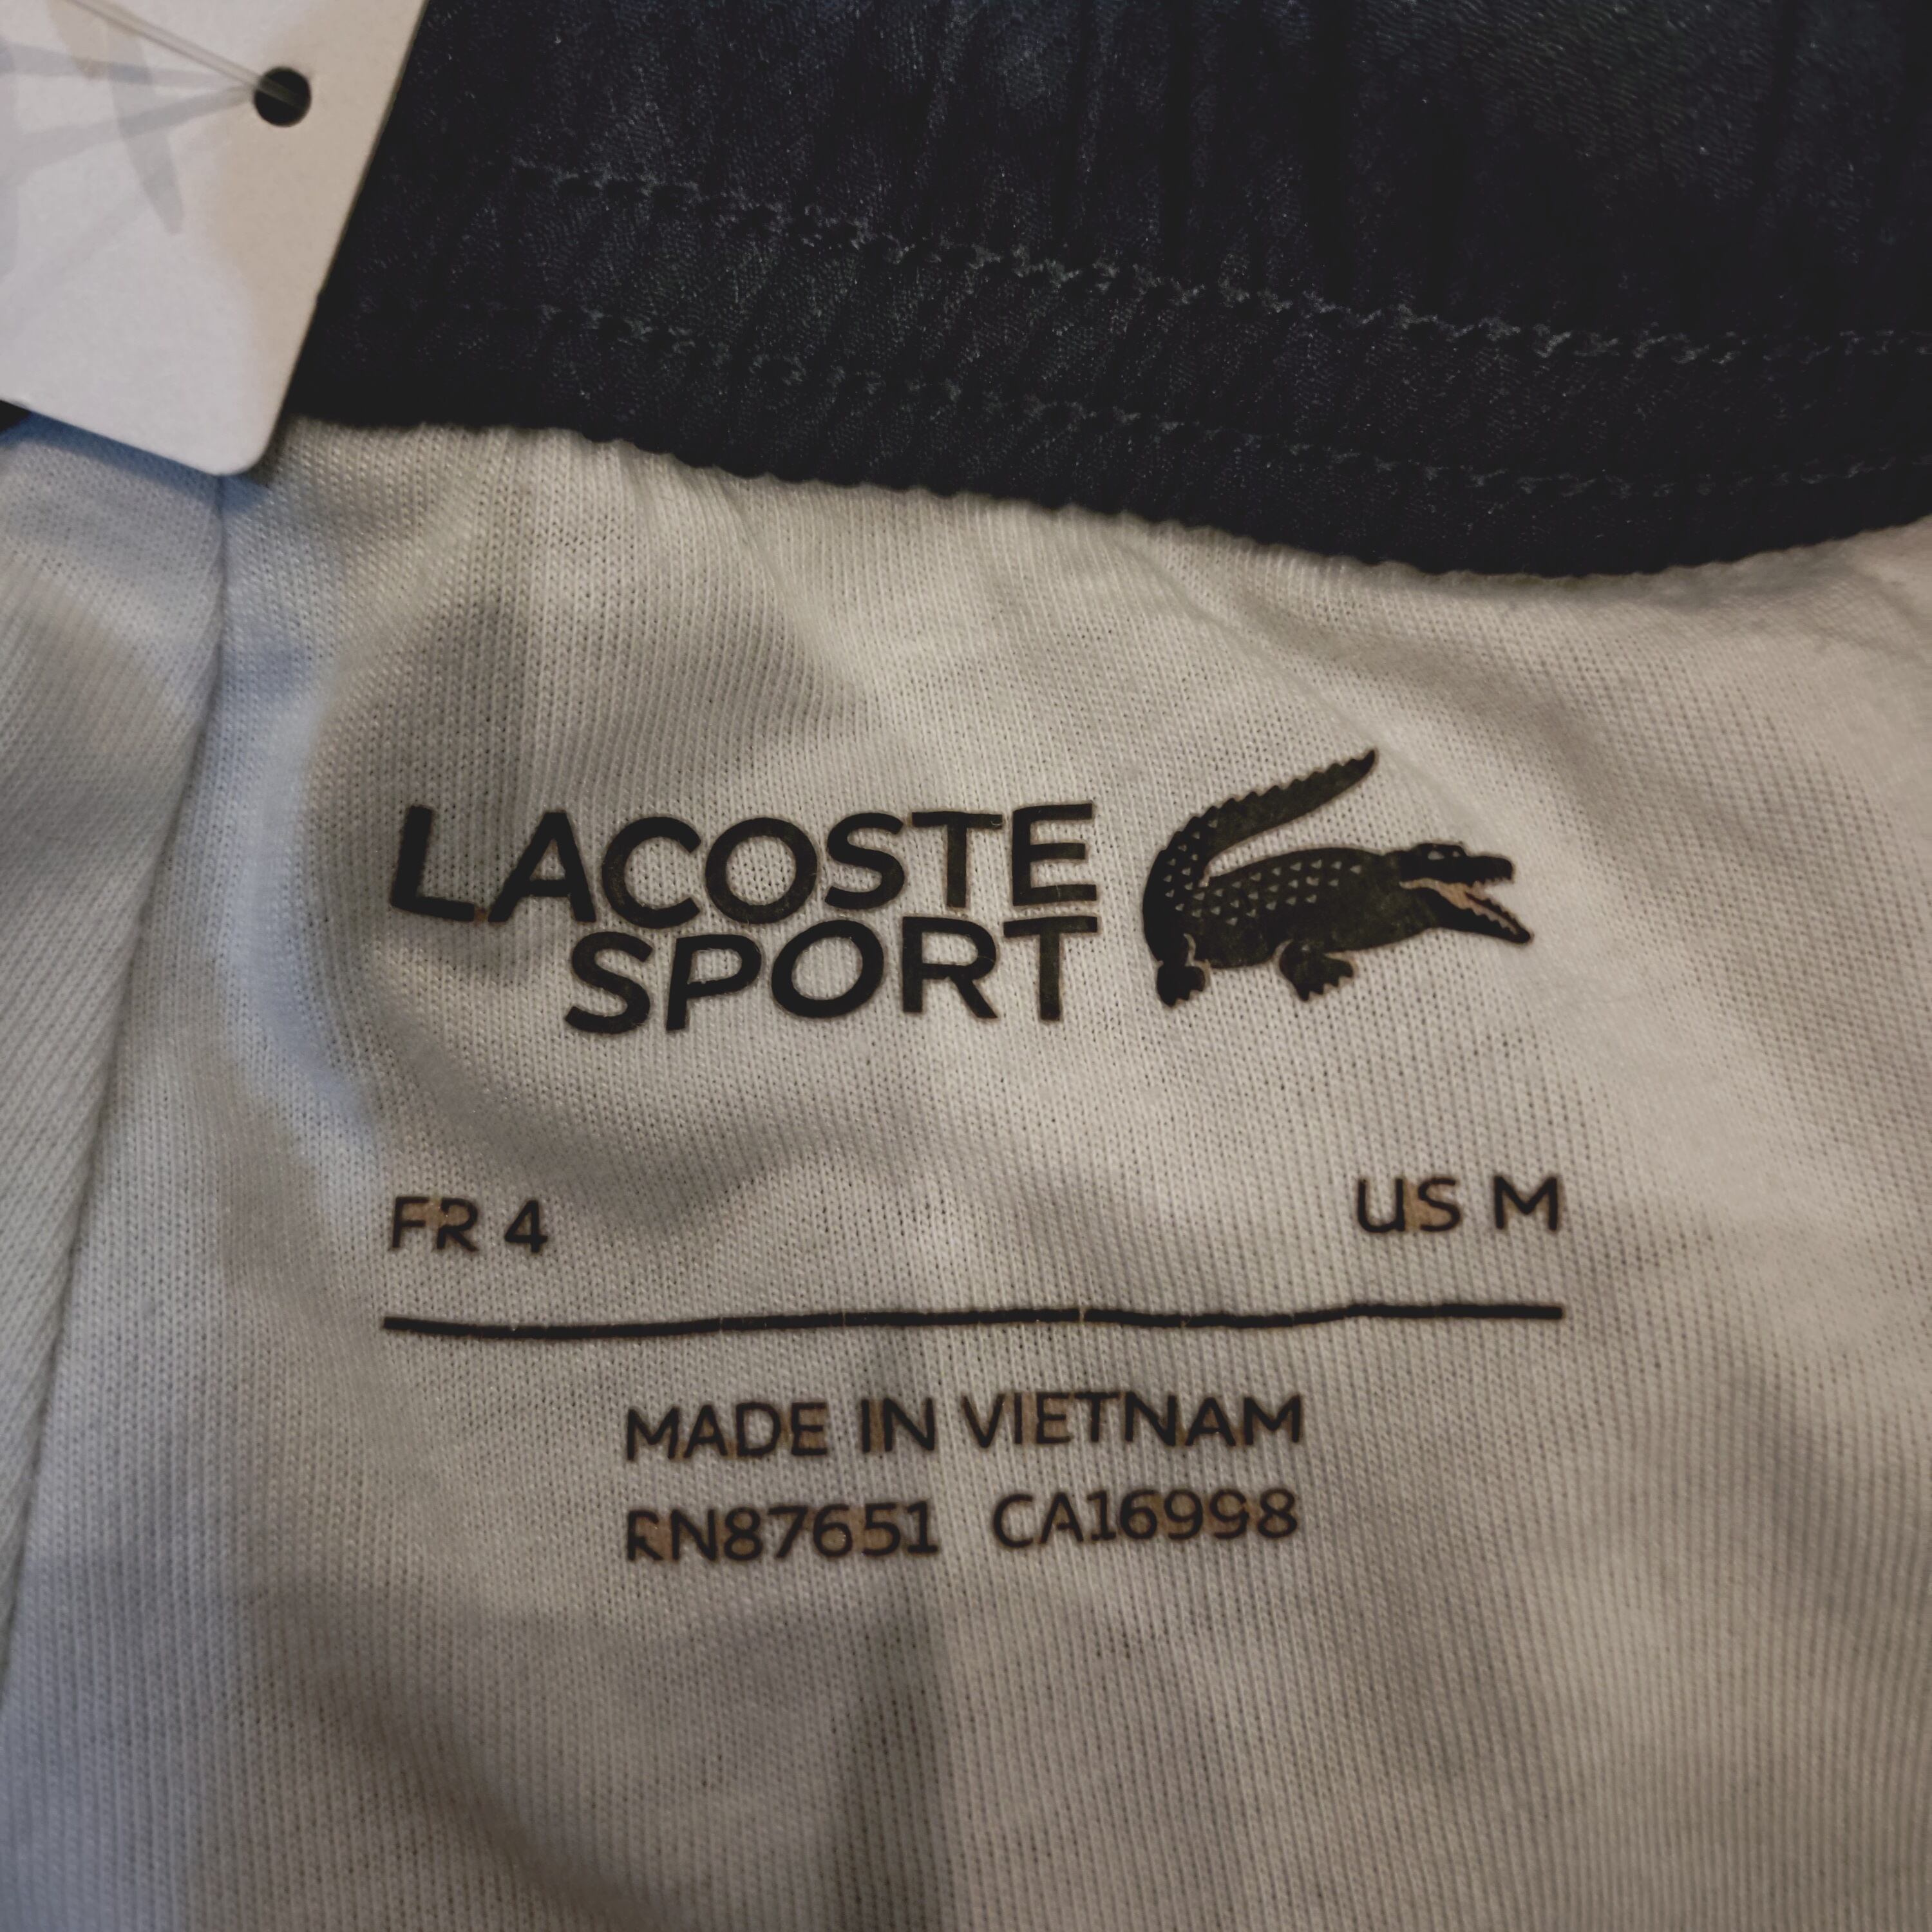 LACOSTE
SPORT
FR 4 US M
MADE IN VIETNAM
RN87651 CA16998